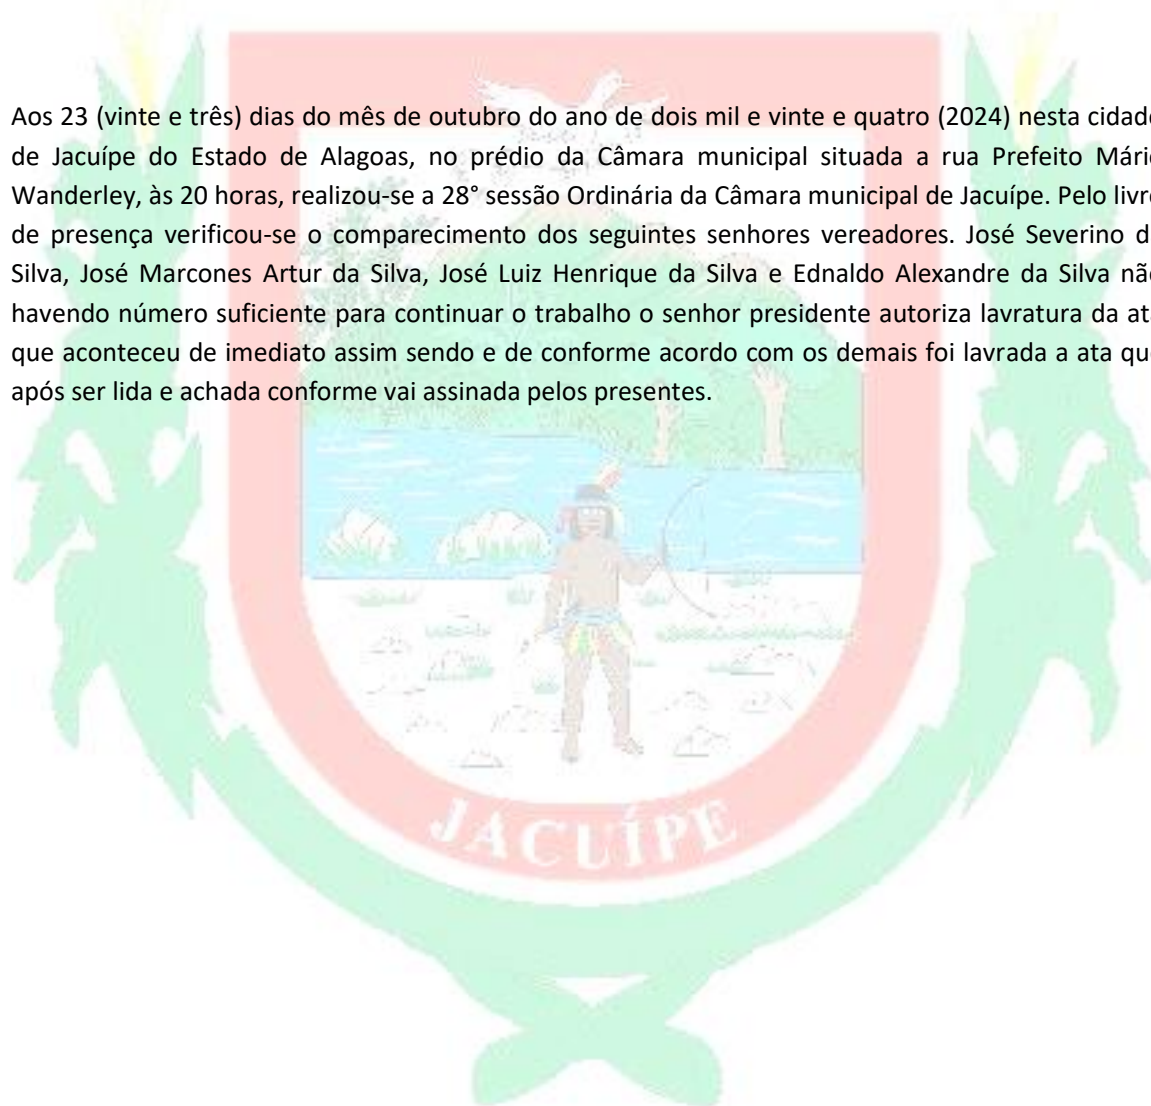 Aos 23 (vinte e três) dias do mês de outubro do ano de dois mil e vinte e quatro (2024) nesta cidade
de Jacuípe do Estado de Alagoas, no prédio da Câmara municipal situada a rua Prefeito Mário
Wanderley, às 20 horas, realizou-se a 28° sessão Ordinária da Câmara municipal de Jacuípe. Pelo livro
de presença verificou-se o comparecimento dos seguintes senhores vereadores. José Severino d
Silva, José Marcones Artur da Silva, José Luiz Henrique da Silva e Ednaldo Alexandre da Silva não
havendo número suficiente para continuar o trabalho o senhor presidente autoriza lavratura da at
que aconteceu de imediato assim sendo e de conforme acordo com os demais foi lavrada a ata qu
após ser lida e achada conforme vai assinada pelos presentes.
JACUÍPE